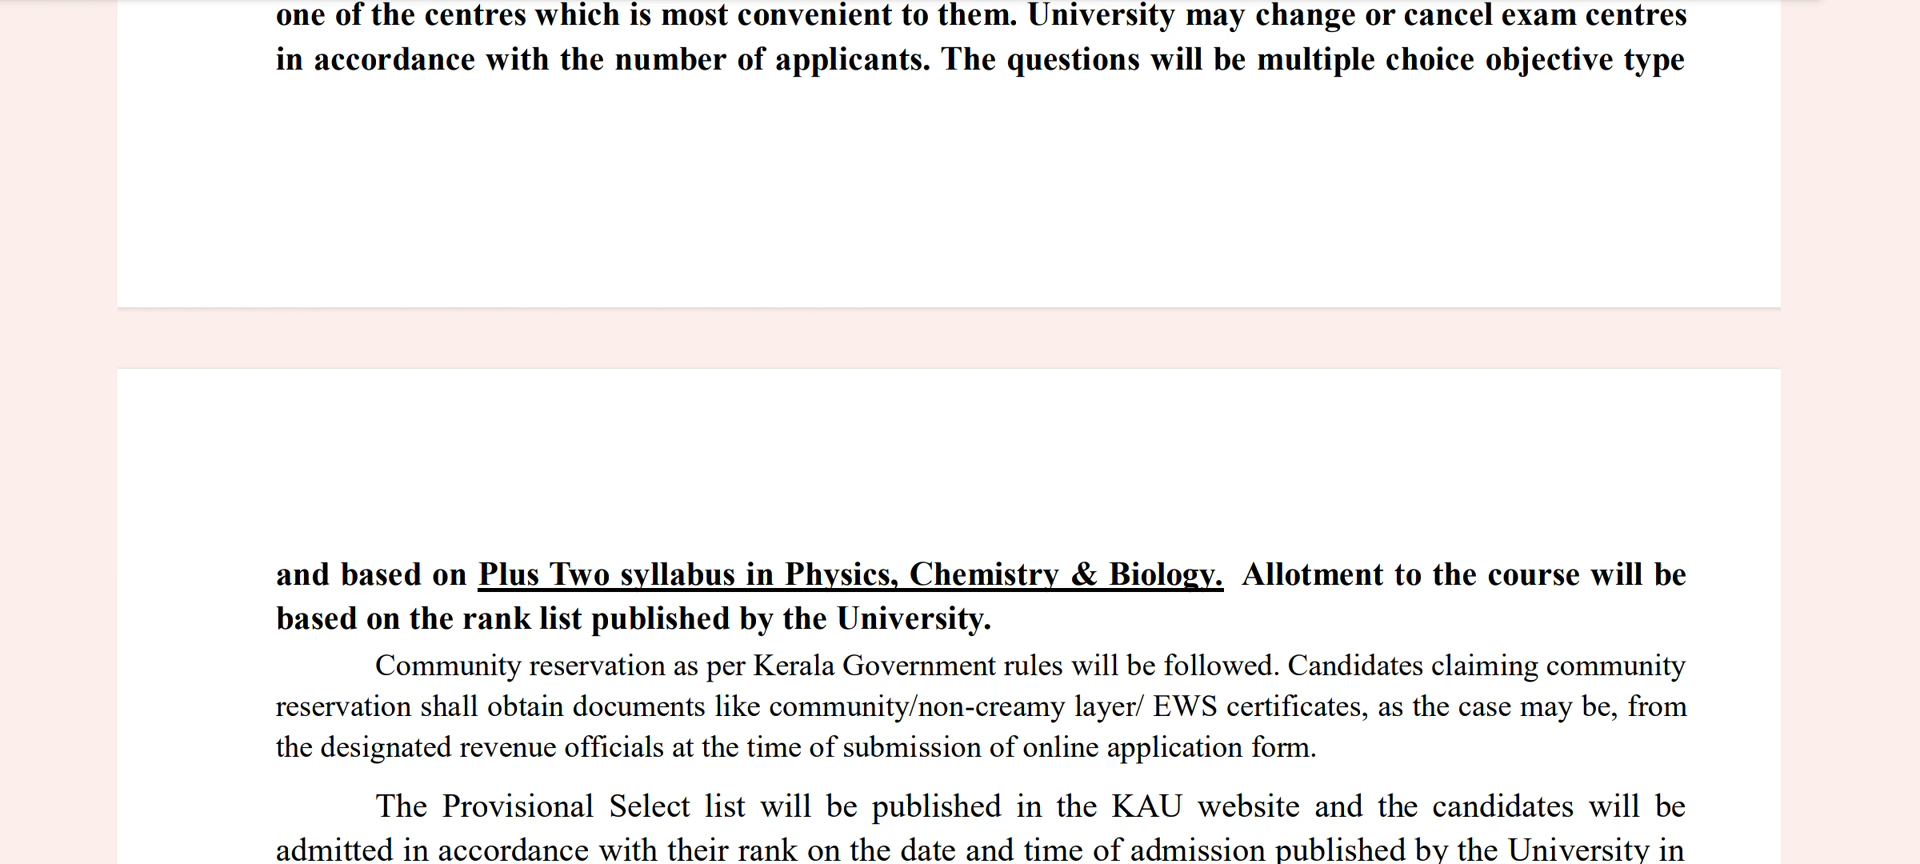 one of the centres which is most convenient to them. University may change or cancel exam centres
in accordance with the number of applicants. The questions will be multiple choice objective type
and based on Plus Two syllabus in Physics, Chemistry & Biology. Allotment to the course will be
based on the rank list published by the University.
Community reservation as per Kerala Government rules will be followed. Candidates claiming community
reservation shall obtain documents like community/non-creamy layer/ EWS certificates, as the case may be, from
the designated revenue officials at the time of submission of online application form.
The Provisional Select list will be published in the KAU website and the candidates will be
admitted in accordance with their rank on the date and time of admission published by the University in